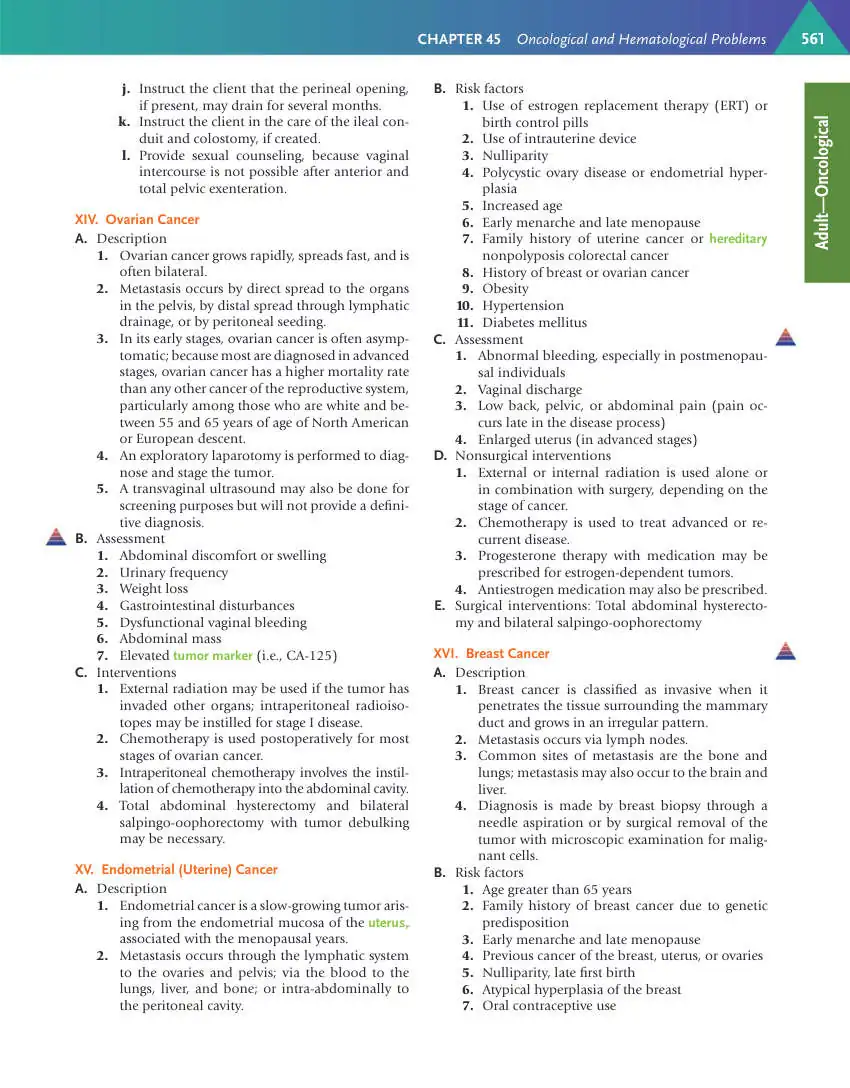 CHAPTER 45 Oncological and Hematological Problems 561
j. Instruct the client that the perineal opening,
if present, may drain for several months.
k. Instruct the client in the care of the ileal con-
duit and colostomy, if created.
l. Provide sexual counseling, because vaginal
intercourse is not possible after anterior and
total pelvic exenteration.
XIV. Ovarian Cancer
A. Description
1. Ovarian cancer grows rapidly, spreads fast, and is
often bilateral.
2. Metastasis occurs by direct spread to the organs
in the pelvis, by distal spread through lymphatic
drainage, or by peritoneal seeding.
3. In its early stages, ovarian cancer is often asymp-
tomatic; because most are diagnosed in advanced
stages, ovarian cancer has a higher mortality rate
than any other cancer of the reproductive system,
particularly among those who are white and be-
tween 55 and 65 years of age of North American
or European descent.
4. An exploratory laparotomy is performed to diag-
nose and stage the tumor.
5. A transvaginal ultrasound may also be done for
screening purposes but will not provide a defini-
tive diagnosis.
B. Assessment
1. Abdominal discomfort or swelling
2. Urinary frequency
3. Weight loss
4. Gastrointestinal disturbances
5. Dysfunctional vaginal bleeding
6. Abdominal mass
7. Elevated tumor marker (i.e., CA-125)
C. Interventions
1. External radiation may be used if the tumor has
invaded other organs; intraperitoneal radioiso-
topes may be instilled for stage I disease.
2. Chemotherapy is used postoperatively for most
stages of ovarian cancer.
3. Intraperitoneal chemotherapy involves the instil-
lation of chemotherapy into the abdominal cavity.
4. Total abdominal hysterectomy and bilateral
salpingo-oophorectomy with tumor debulking
may be necessary.
XV. Endometrial (Uterine) Cancer
A. Description
1. Endometrial cancer is a slow-growing tumor aris-
ing from the endometrial mucosa of the uterus,
associated with the menopausal years.
2. Metastasis occurs through the lymphatic system
to the ovaries and pelvis; via the blood to the
lungs, liver, and bone; or intra-abdominally to
the peritoneal cavity.
B. Risk factors
1. Use of estrogen replacement therapy (ERT) or
birth control pills
2. Use of intrauterine device
3. Nulliparity
4. Polycystic ovary disease or endometrial hyper-
plasia
5. Increased age
6. Early menarche and late menopause
7. Family history of uterine cancer or hereditary
nonpolyposis colorectal cancer
8. History of breast or ovarian cancer
9. Obesity
10. Hypertension
11. Diabetes mellitus
C. Assessment
1. Abnormal bleeding, especially in postmenopau-
sal individuals
2. Vaginal discharge
3. Low back, pelvic, or abdominal pain (pain oc-
curs late in the disease process)
4. Enlarged uterus (in advanced stages)
D. Nonsurgical interventions
1. External or internal radiation is used alone or
in combination with surgery, depending on the
stage of cancer.
2. Chemotherapy is used to treat advanced or re-
current disease.
3. Progesterone therapy with medication may be
prescribed for estrogen-dependent tumors.
4. Antiestrogen medication may also be prescribed.
E. Surgical interventions: Total abdominal hysterecto-
my and bilateral salpingo-oophorectomy
XVI. Breast Cancer
A. Description
1. Breast cancer is classified as invasive when it
penetrates the tissue surrounding the mammary
duct and grows in an irregular pattern.
2. Metastasis occurs via lymph nodes.
3. Common sites of metastasis are the bone and
lungs; metastasis may also occur to the brain and
liver.
4. Diagnosis is made by breast biopsy through a
needle aspiration or by surgical removal of the
tumor with microscopic examination for malig-
nant cells.
B. Risk factors
1. Age greater than 65 years
2. Family history of breast cancer due to genetic
predisposition
3. Early menarche and late menopause
4. Previous cancer of the breast, uterus, or ovaries
5. Nulliparity, late first birth
6. Atypical hyperplasia of the breast
7. Oral contraceptive use
Adult—Oncological